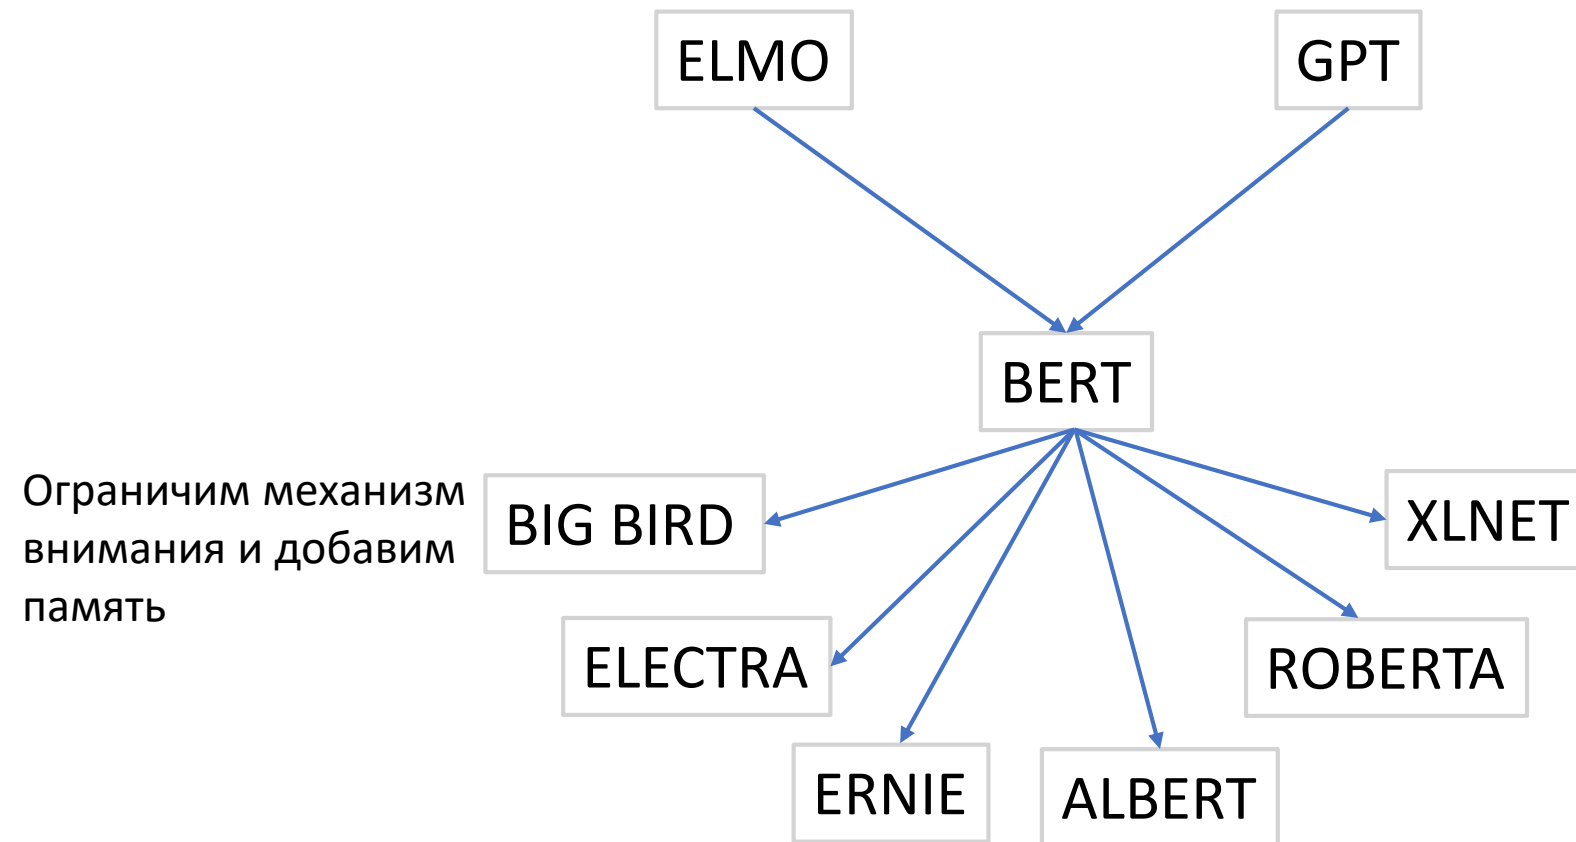 ELMO
GPT
BERT
Ограничим механизм
внимания и добавим
память
BIG BIRD
XLNET
ELECTRA
ROBERTA
ERNIE
ALBERT